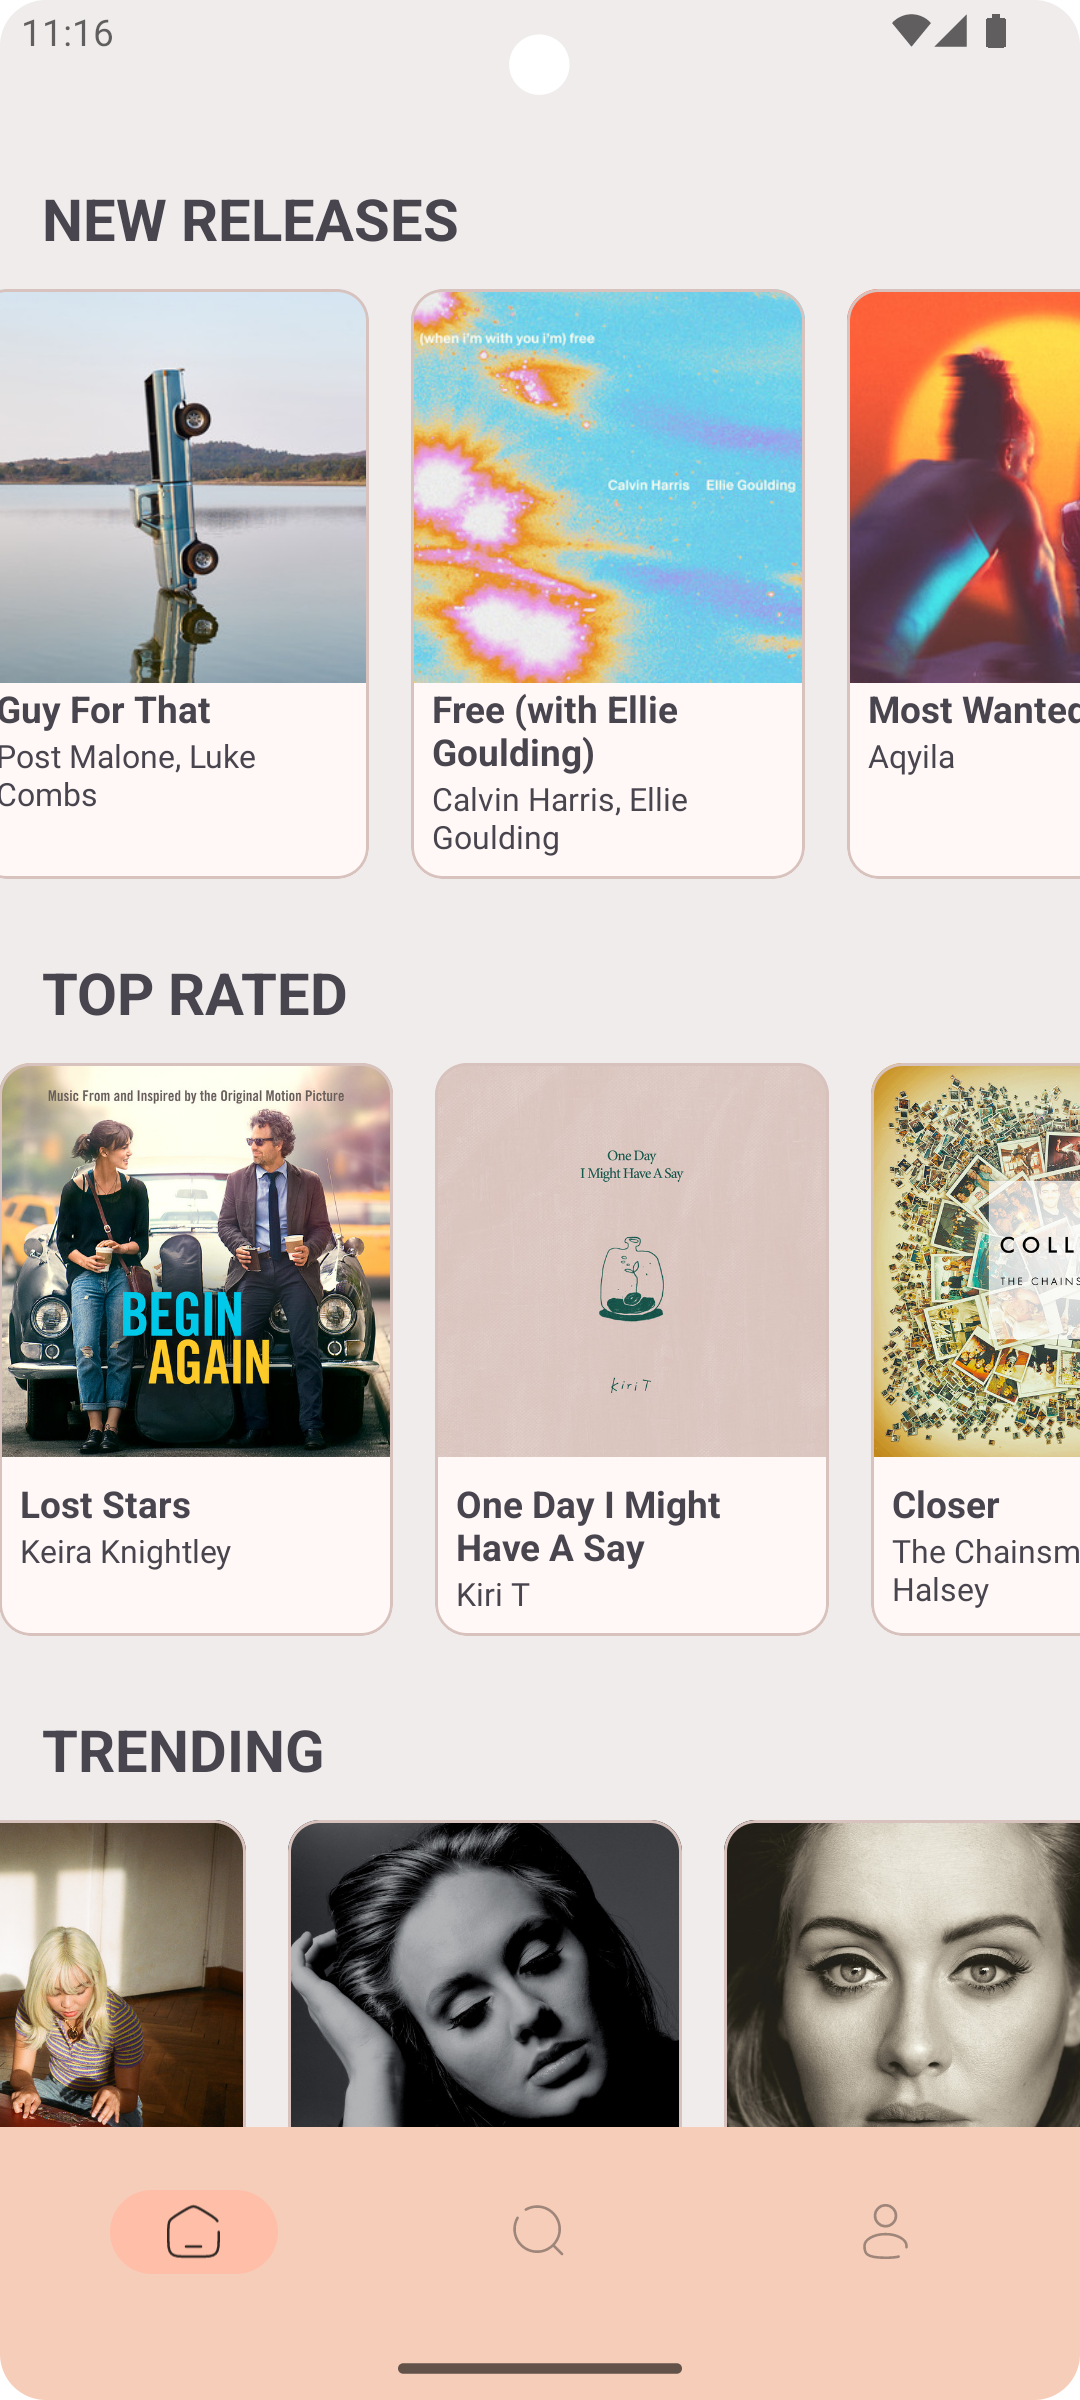 11:16
NEW RELEASES
(when i'm with you i'm) free
Calvin Harris Ellie Goulding
Guy For That
Post Malone, Luke
Combs
Free (with Ellie
Goulding)
Calvin Harris, Ellie
Goulding
Most Wanted
Aqyila
TOP RATED
Music From and Inspired by the Original Motion Picture
BEGIN
AGAIN
One Day
I Might Have A Say
kiri T
COLL
THE CHAINS
Lost Stars
Keira Knightley
One Day I Might
Have A Say
Kiri T
Closer
The Chainsm
Halsey
TRENDING